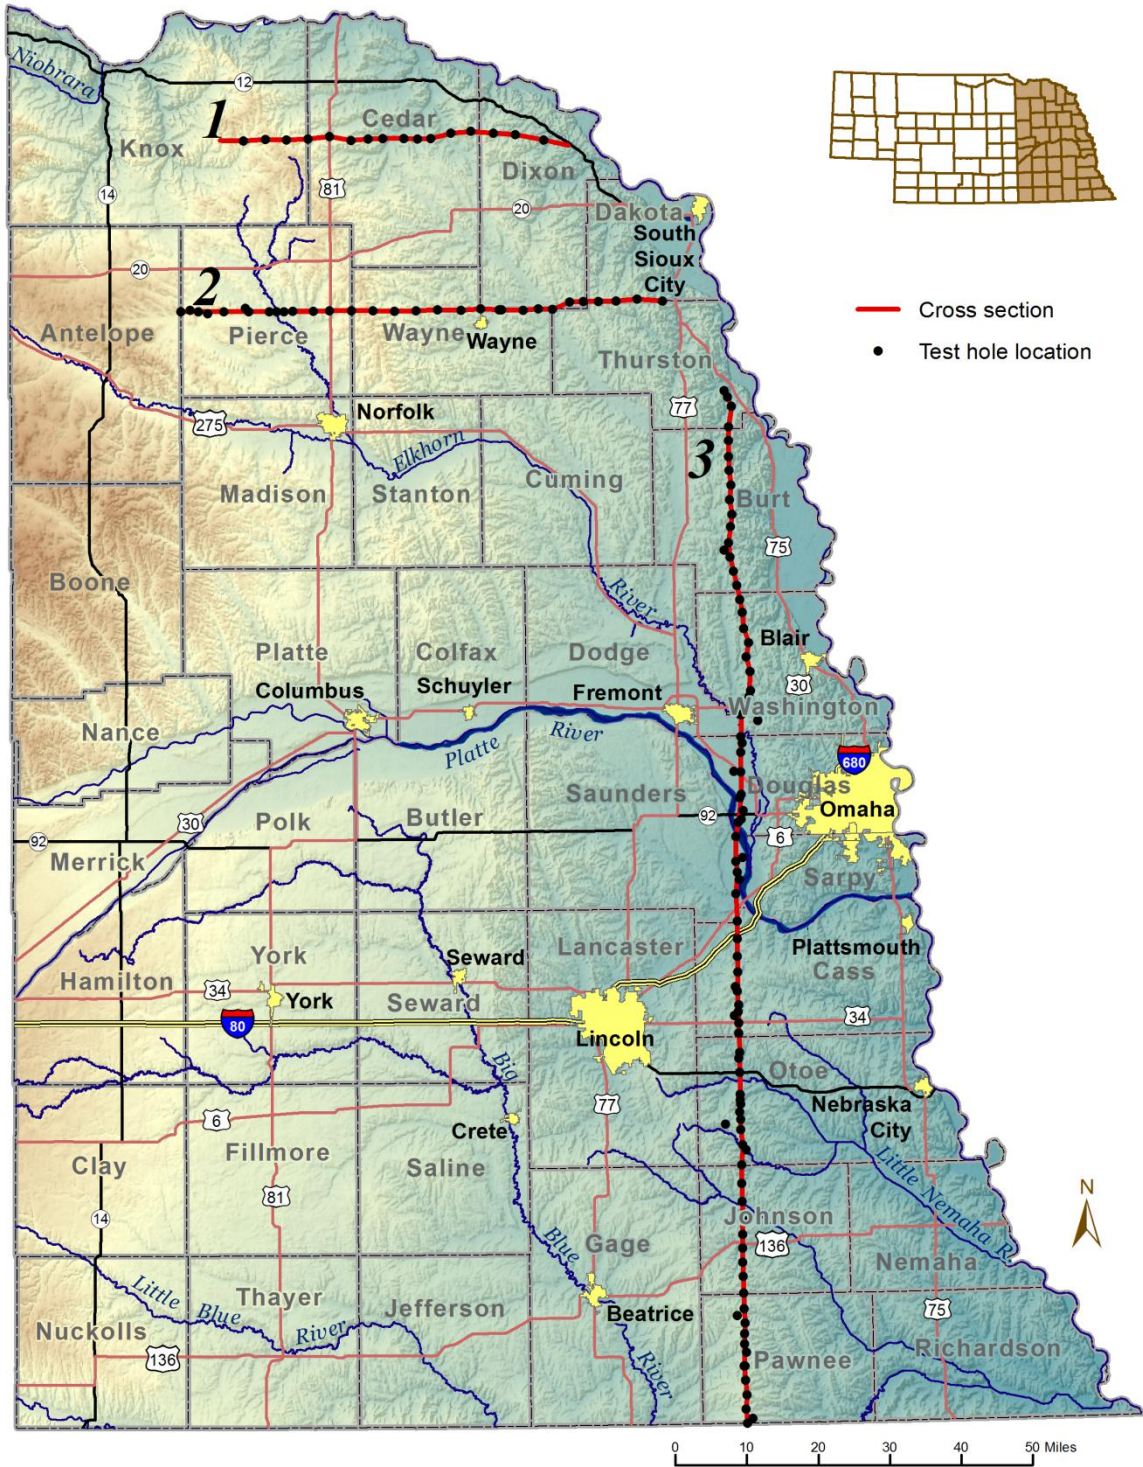 Niobrara
12
1
Cedar
Knox
Dixon
14
81
20
Dakota
South
Sioux
City
20
2
Antelope
Pierce
Wayne
Wayne
Thurston
Cross section
Test hole location
77
275
Norfolk
Elkhorn
3
Madison
Stanton
Cuming
Burt
75
Boone
River
Blair
Platte
Colfax
Dodge
30
Columbus
Schuyler
Fremont
Washington
Nance
Platte
River
680
Douglas
Saunders
Omaha
30
Polk
Butler
92
6
92
Merrick
Sarpy
Lancaster
York
Plattsmouth
Cass
Hamilton
Seward
34
York
Seward
34
80
Lincoln
Big
Otoe
77
Nebraska
City
6
Crete
Fillmore
Clay
Saline
Little Nemaha R.
81
N
14
Johnson
136
Blue
Gage
Nemaha
Little Blue
River
Thayer
Jefferson
Beatrice
75
Nuckolls
136
Richardson
Pawnee
River
0 10 20 30 40 50 Miles